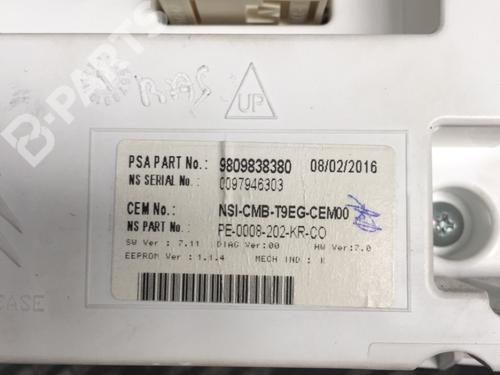 B-PARTS
UP
PSA PART No.: 9809838380 08/02/2016
NS SERIAL No.: 0097946303
CEM No.: NSI-CMB-T9EG-CEM00
NS PART No.: PE-0008-202-KR-CO
SW Ver : 7.11 DIAG Ver:00 HW Ver:7.0
EEPROM Ver : 1.1.4 MECH IND : K
CASE